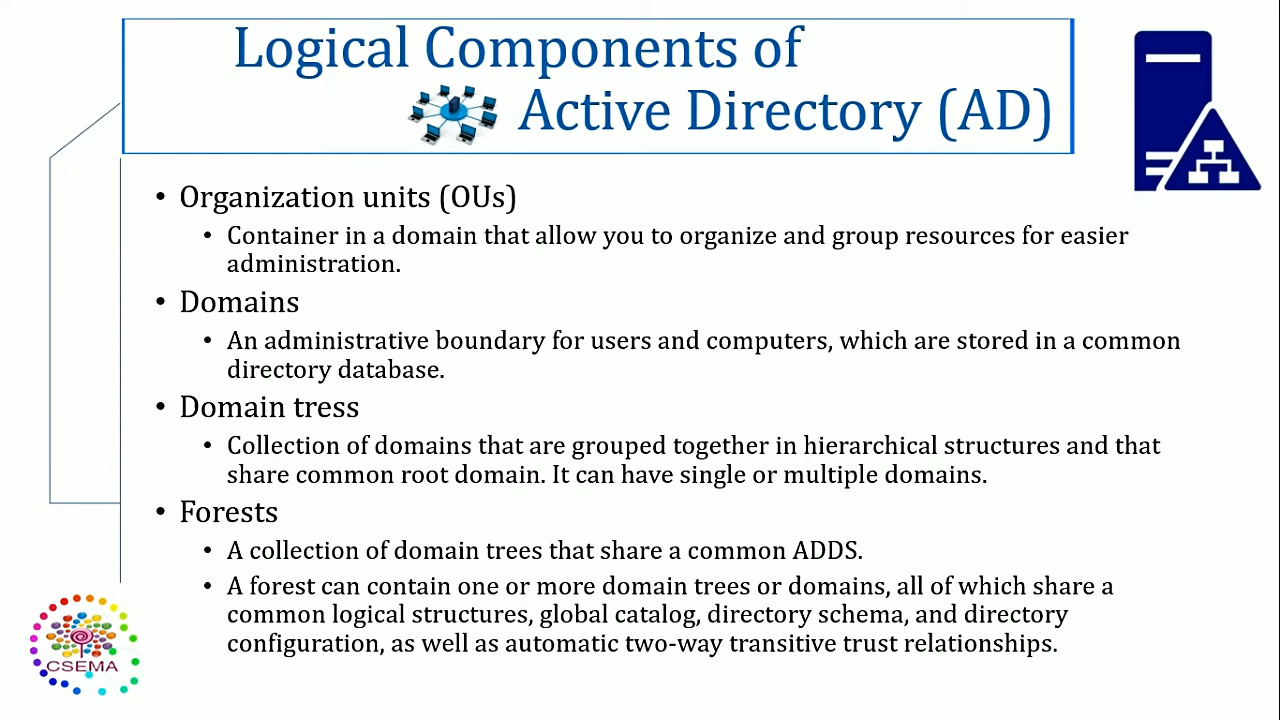 Logical Components of
Active Directory (AD)
• Organization units (OUs)
• Container in a domain that allow you to organize and group resources for easier
administration.
• Domains
• An administrative boundary for users and computers, which are stored in a common
directory database.
• Domain tress
• Collection of domains that are grouped together in hierarchical structures and that
share common root domain. It can have single or multiple domains.
• Forests
• A collection of domain trees that share a common ADDS.
• A forest can contain one or more domain trees or domains, all of which share a
common logical structures, global catalog, directory schema, and directory
configuration, as well as automatic two-way transitive trust relationships.
CSEMA